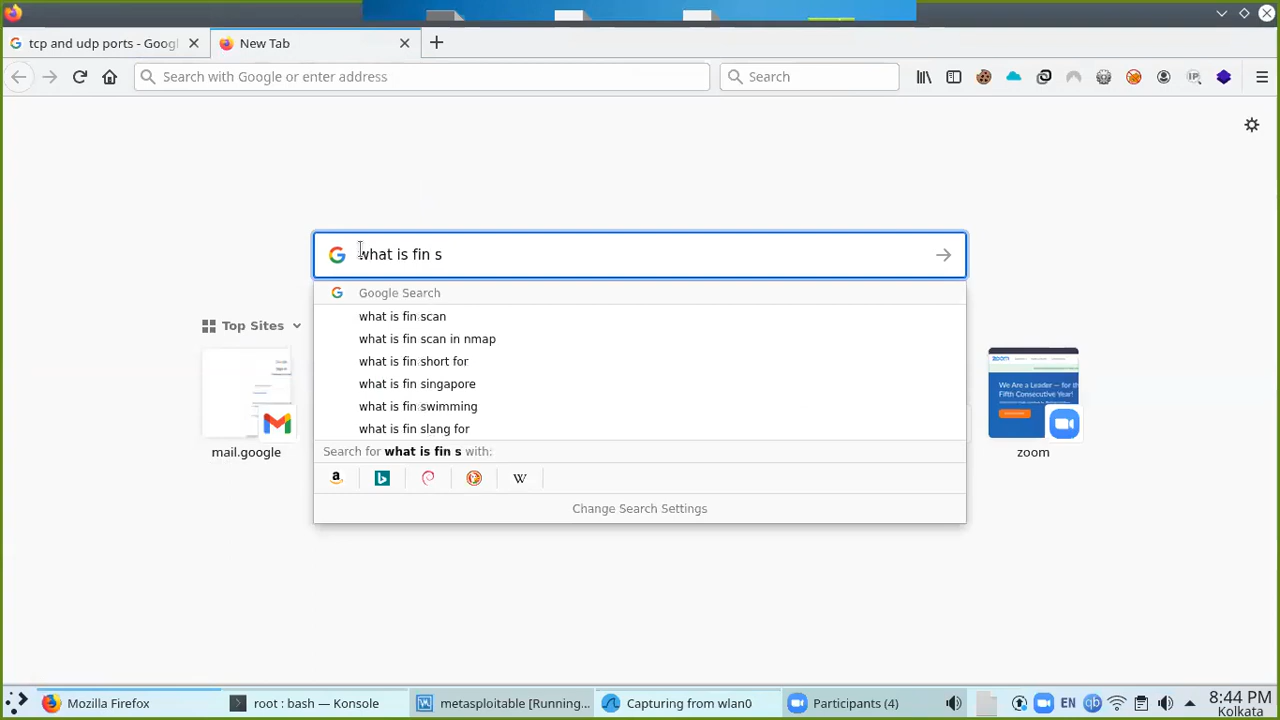 tcp and udp ports - Googl
New Tab
Search with Google or enter address
Search
what is fin s
Google Search
what is fin scan
what is fin scan in nmap
what is fin short for
what is fin singapore
what is fin swimming
what is fin slang for
Search for what is fin s with:
Change Search Settings
Top Sites
mail.google
zoom
We Are a Leader — for th
Fifth Consecutive Year!
zoom
Mozilla Firefox
root : bash — Konsole
metasploitable [Running...
Capturing from wlan0
Participants (4)
EN
8:44 PM
Kolkata